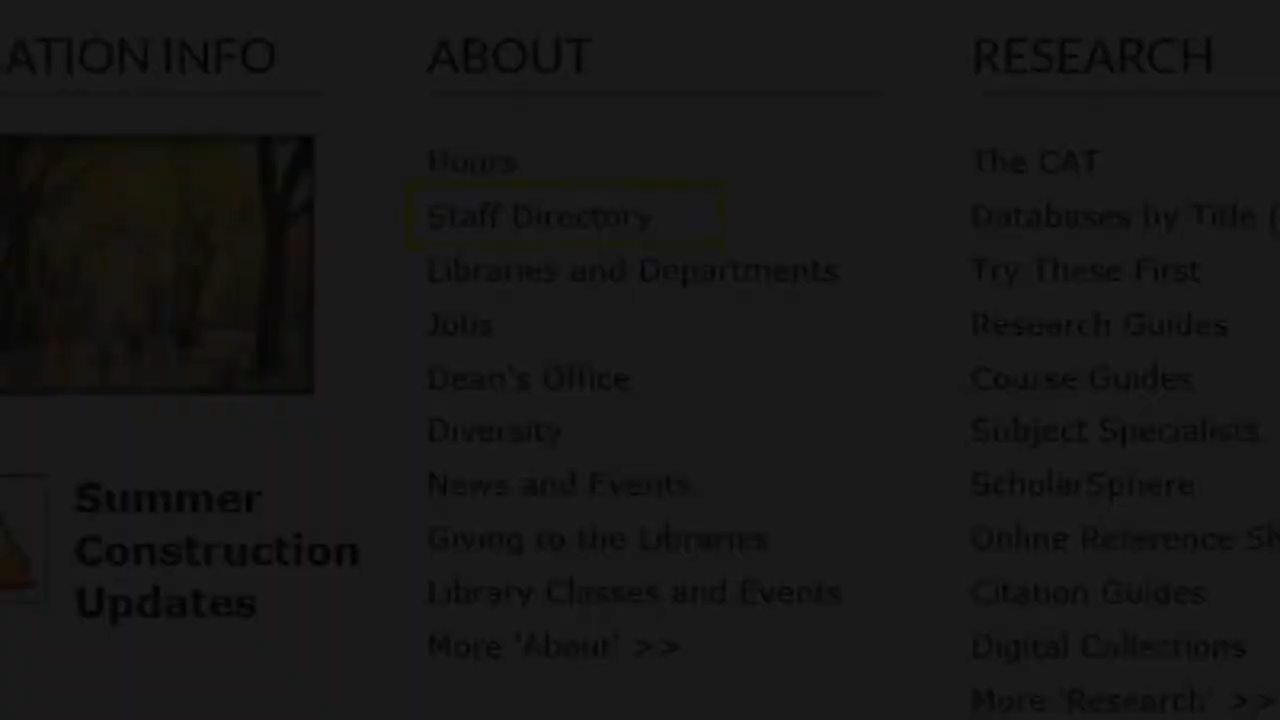 ATION INFO
Summer
Construction
Updates
ABOUT
Hours
Staff Directory
Libraries and Departments
Jobs
Dean's Office
Diversity
News and Events
Giving to the Libraries
Library Classes and Events
More 'About' >>
RESEARCH
The CAT
Databases by Title (
Try These First
Research Guides
Course Guides
Subject Specialists
ScholarSphere
Online Reference
Citation Guides
Digital Collections
More 'Research' >>